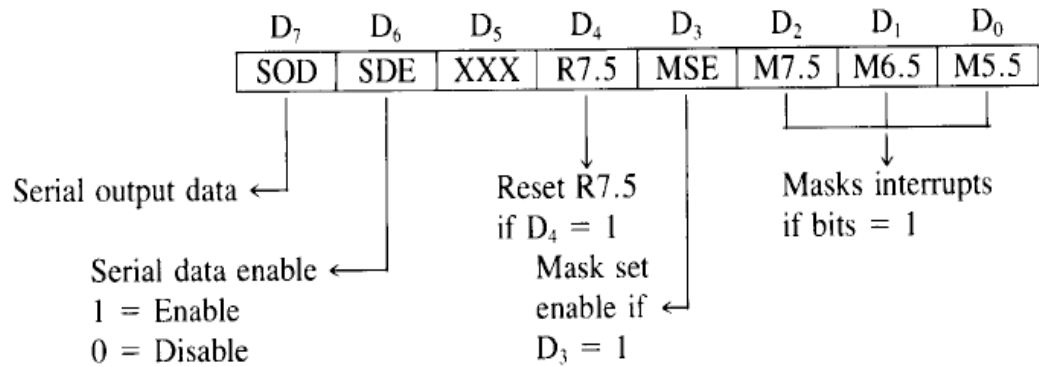 D₇ D₆ D₅ D₄ D₃ D₂ D₁ D₀
SOD SDE XXX R7.5 MSE M7.5 M6.5 M5.5
Serial output data
Reset R7.5
if D₄ = 1
Masks interrupts
if bits = 1
Serial data enable
1 = Enable
0 = Disable
Mask set
enable if
D₃ = 1